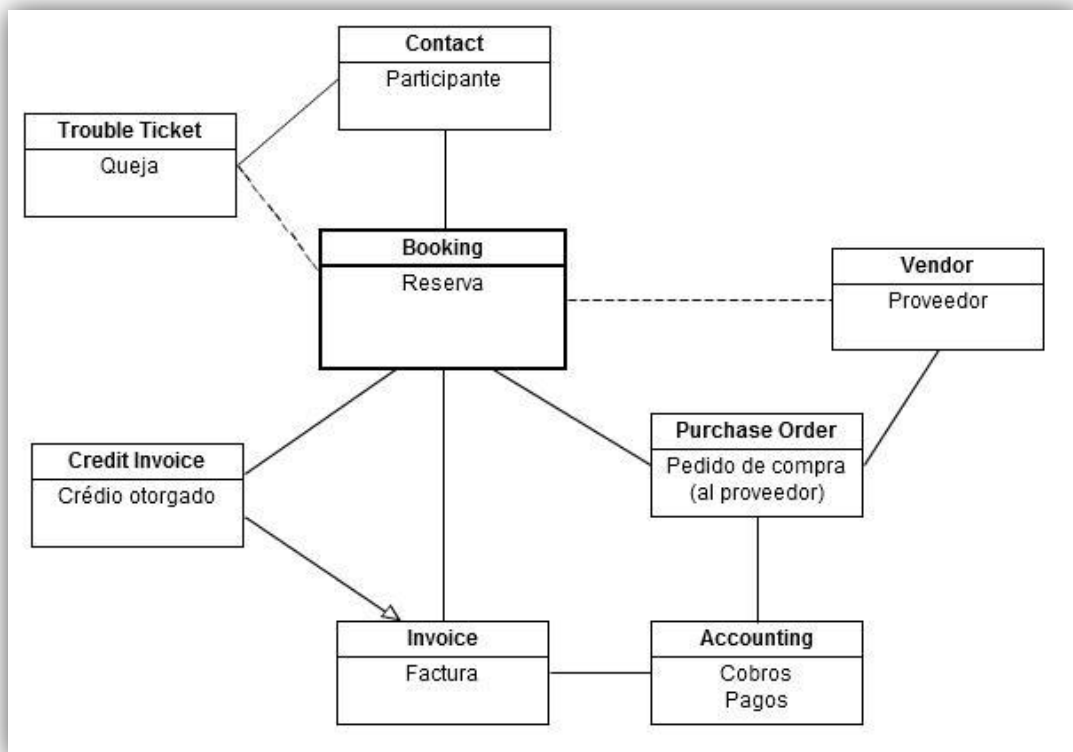 Contact
Participante
Trouble Ticket
Queja
Booking
Reserva
Vendor
Proveedor
Purchase Order
Pedido de compra
(al proveedor)
Credit Invoice
Crédio otorgado
Invoice
Factura
Accounting
Cobros
Pagos